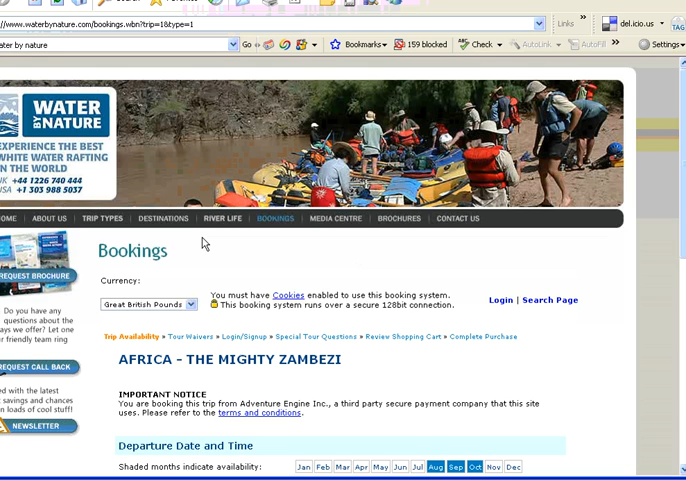 //www.waterbynature.com/bookings.wbn?trip=1&type=1
Links
del.icio.us
TAG
ater by nature
Go
Bookmarks
159 blocked
Check
AutoLink
AutoFill
Settings
WATER
BY NATURE
EXPERIENCE THE BEST
WHITE WATER RAFTING
IN THE WORLD
UK +44 1226 740 444
USA +1 303 988 5037
OME | ABOUT US | TRIP TYPES | DESTINATIONS | RIVER LIFE | BOOKINGS | MEDIA CENTRE | BROCHURES | CONTACT US
REQUEST BROCHURE
Do you have any
questions about the
ays we offer? Let one
r friendly team ring
REQUEST CALL BACK
ed with the latest
savings and chances
n loads of cool stuff!
NEWSLETTER
Bookings
Currency:
Great British Pounds
You must have Cookies enabled to use this booking system.
This booking system runs over a secure 128bit connection.
Login | Search Page
Trip Availability » Tour Waivers » Login/Signup » Special Tour Questions » Review Shopping Cart » Complete Purchase
AFRICA - THE MIGHTY ZAMBEZI
IMPORTANT NOTICE
You are booking this trip from Adventure Engine Inc., a third party secure payment company that this site
uses. Please refer to the terms and conditions.
Departure Date and Time
Shaded months indicate availability:
Jan Feb Mar Apr May Jun Jul Aug Sep Oct Nov Dec